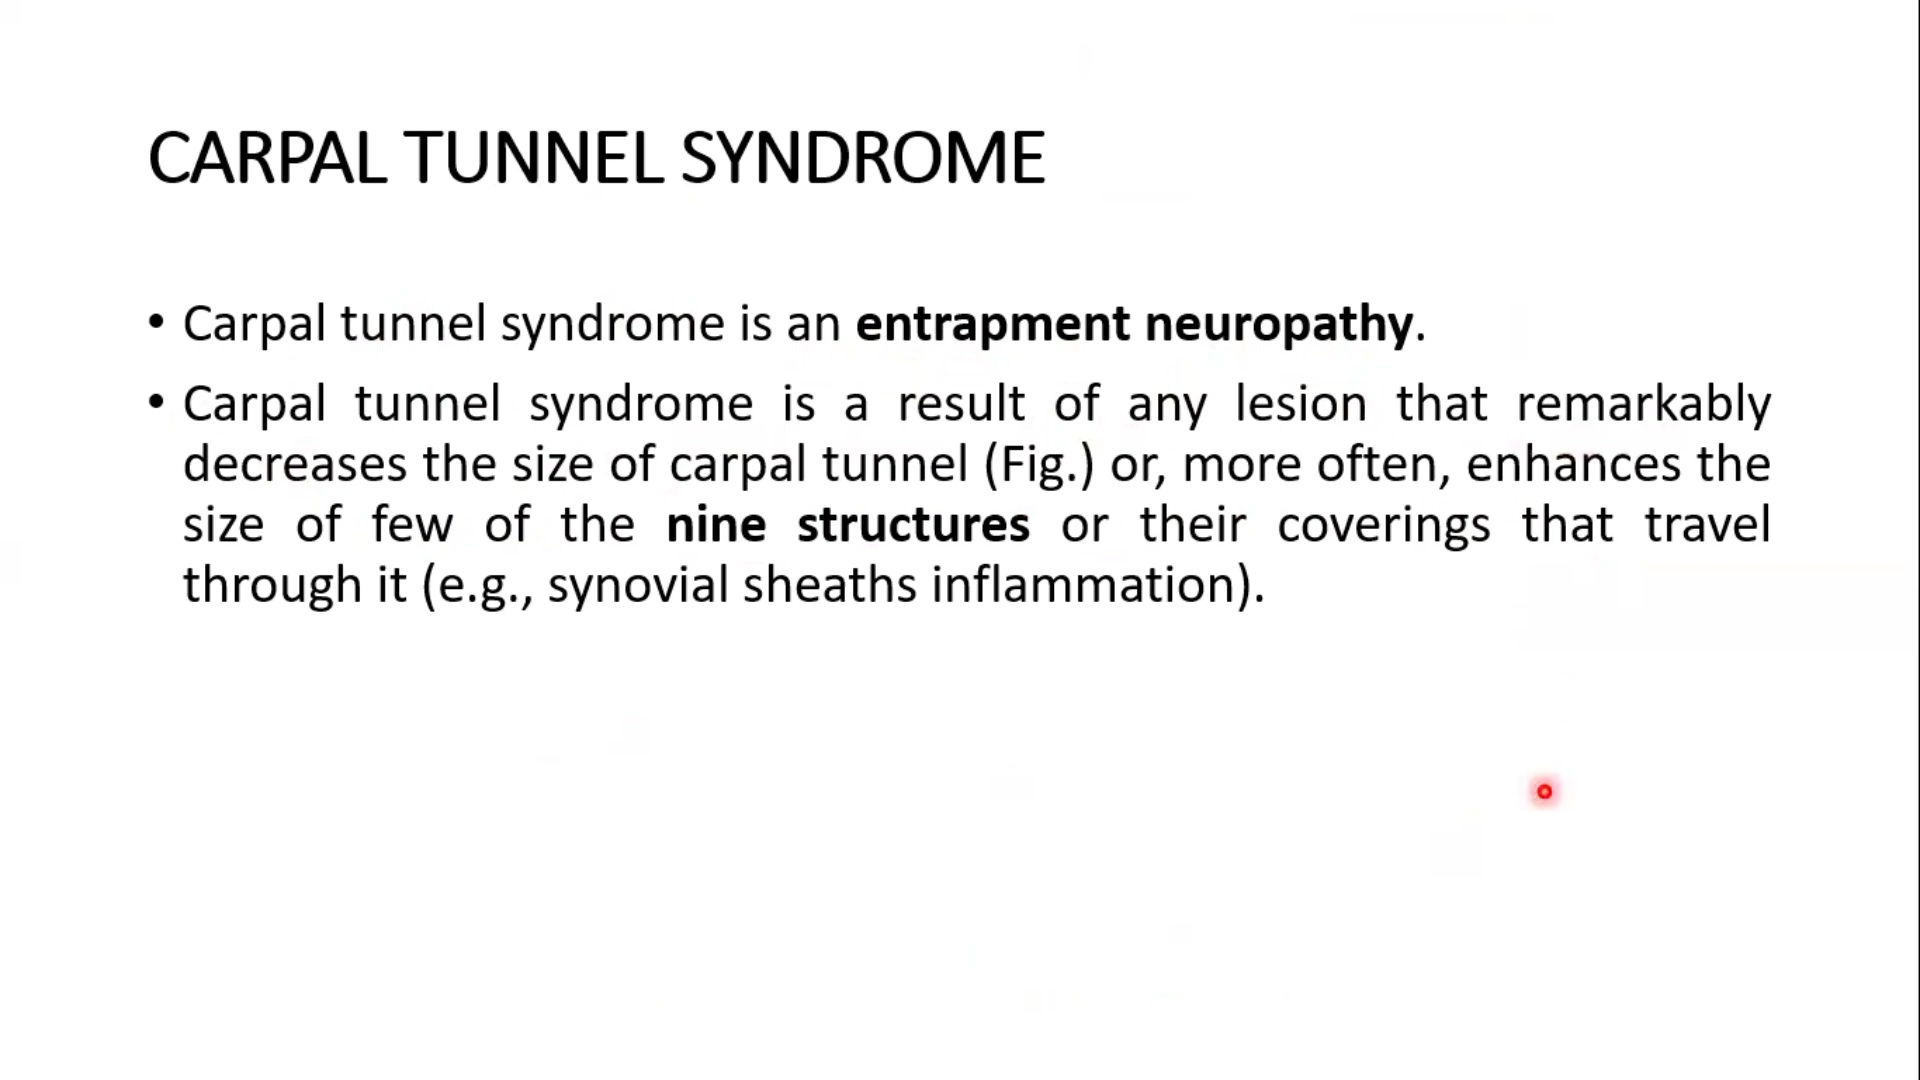 CARPAL TUNNEL SYNDROME
• Carpal tunnel syndrome is an entrapment neuropathy.
• Carpal tunnel syndrome is a result of any lesion that remarkably
decreases the size of carpal tunnel (Fig.) or, more often, enhances the
size of few of the nine structures or their coverings that travel
through it (e.g., synovial sheaths inflammation).